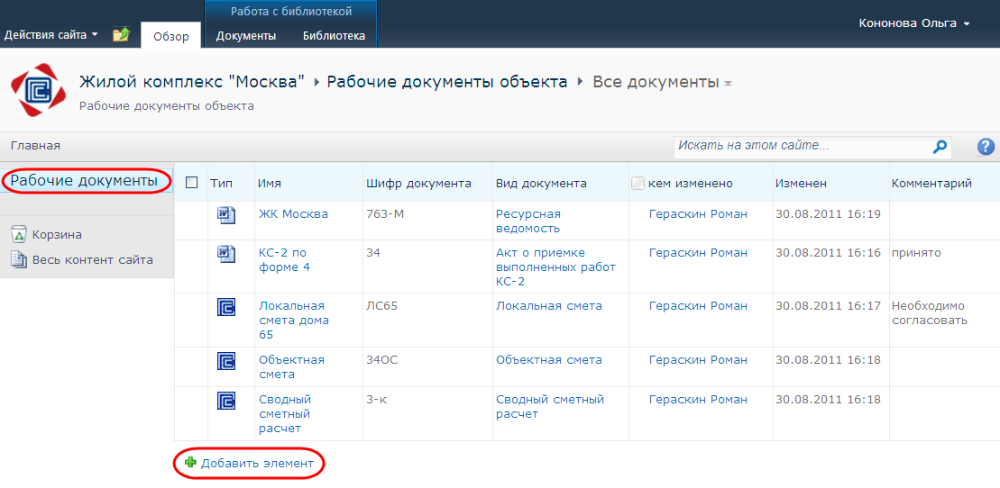 Работа с библиотекой
Действия сайта Обзор Документы Библиотека Кононова Ольга
Жилой комплекс "Москва" Рабочие документы объекта Все документы
Рабочие документы объекта
Главная Искать на этом сайте...
Рабочие документы
Корзина
Весь контент сайта
Тип Имя Шифр документа Вид документа кем изменено Изменен Комментарий
ЖК Москва 763-М Ресурсная Гераскин Роман 30.08.2011 16:19
ведомость
КС-2 по 34 Акт о приемке Гераскин Роман 30.08.2011 16:16 принято
форме 4 выполненных работ
КС-2
Локальная ЛС65 Локальная смета Гераскин Роман 30.08.2011 16:17 Необходимо
смета дома согласовать
65
Объектная 34ОС Объектная смета Гераскин Роман 30.08.2011 16:18
смета
Сводный 3-к Сводный сметный Гераскин Роман 30.08.2011 16:18
сметный расчет
расчет
Добавить элемент